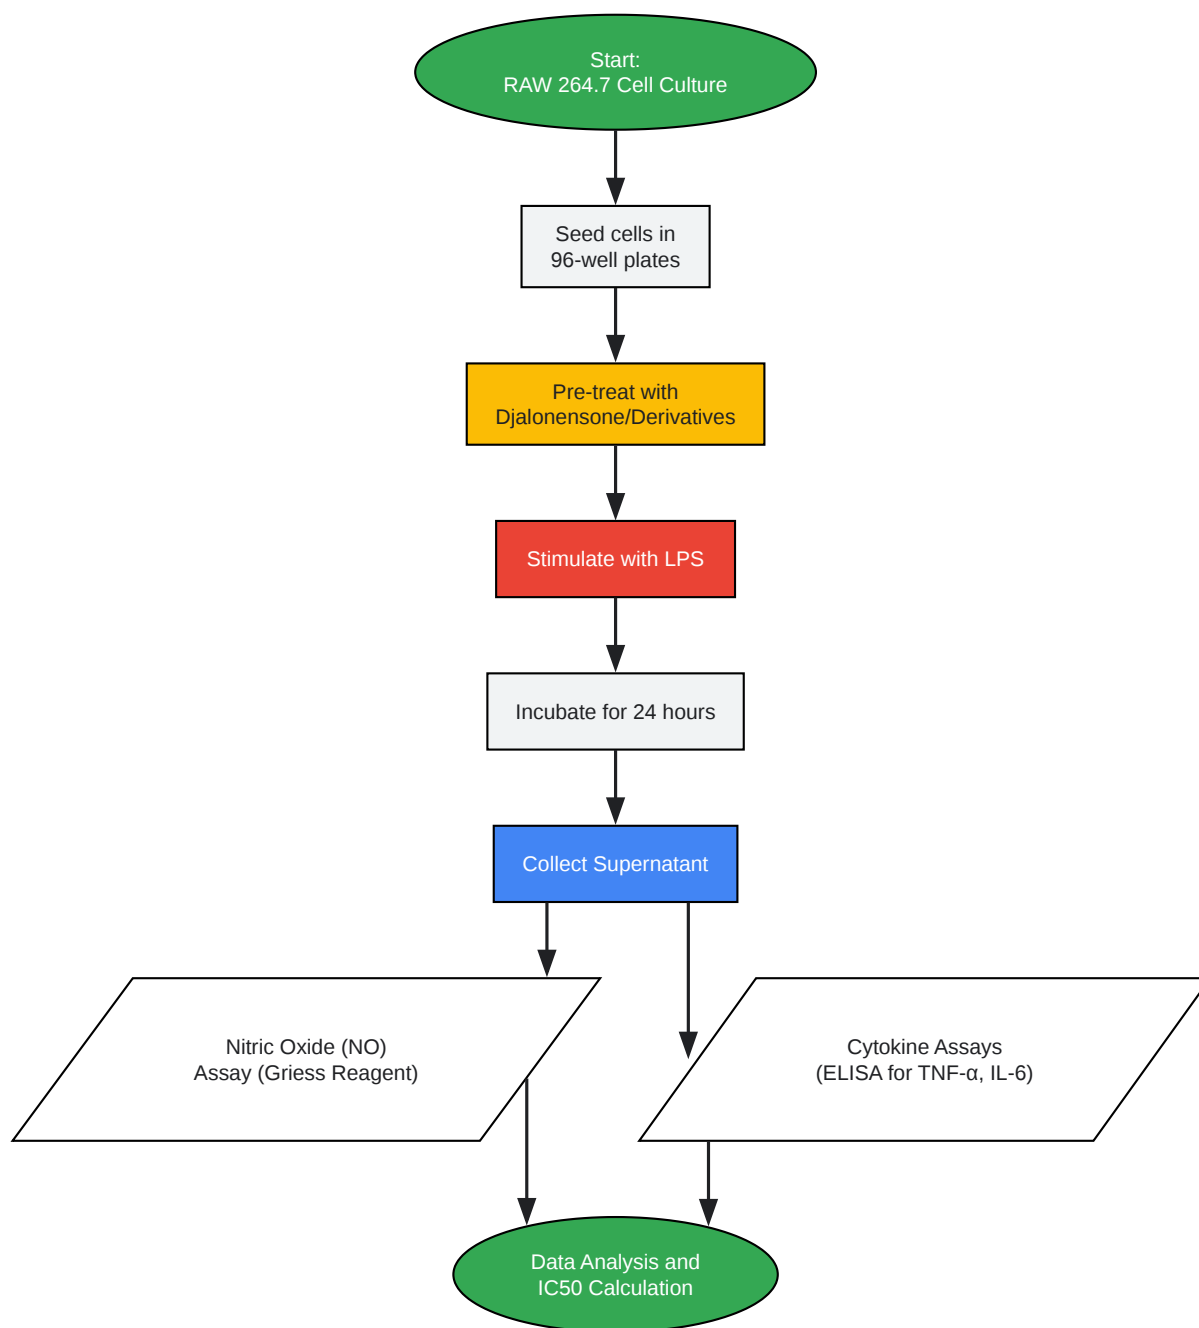 Start:
RAW 264.7 Cell Culture
Seed cells in
96-well plates
Pre-treat with
Djalonensone/Derivatives
Stimulate with LPS
Incubate for 24 hours
Collect Supernatant
Nitric Oxide (NO)
Assay (Griess Reagent)
Cytokine Assays
(ELISA for TNF-α, IL-6)
Data Analysis and
IC50 Calculation